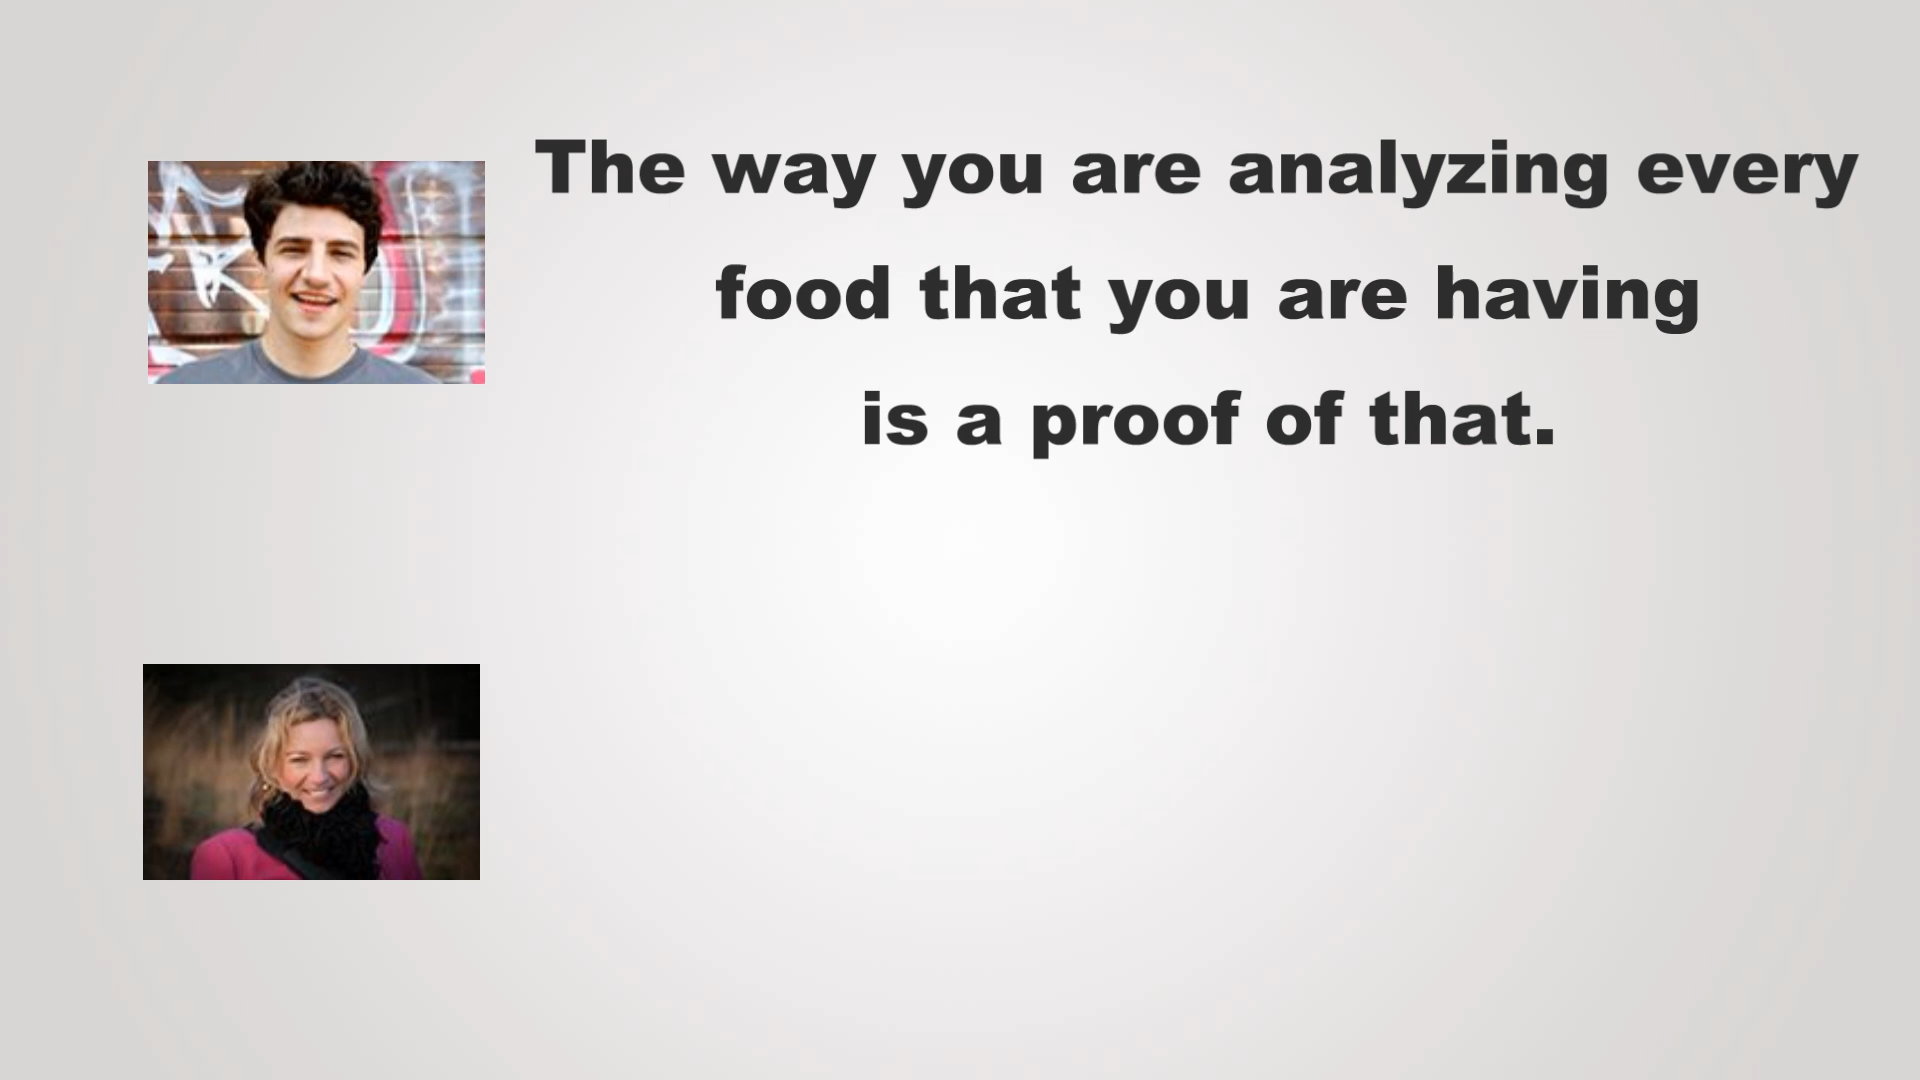 The way you are analyzing every
food that you are having
is a proof of that.